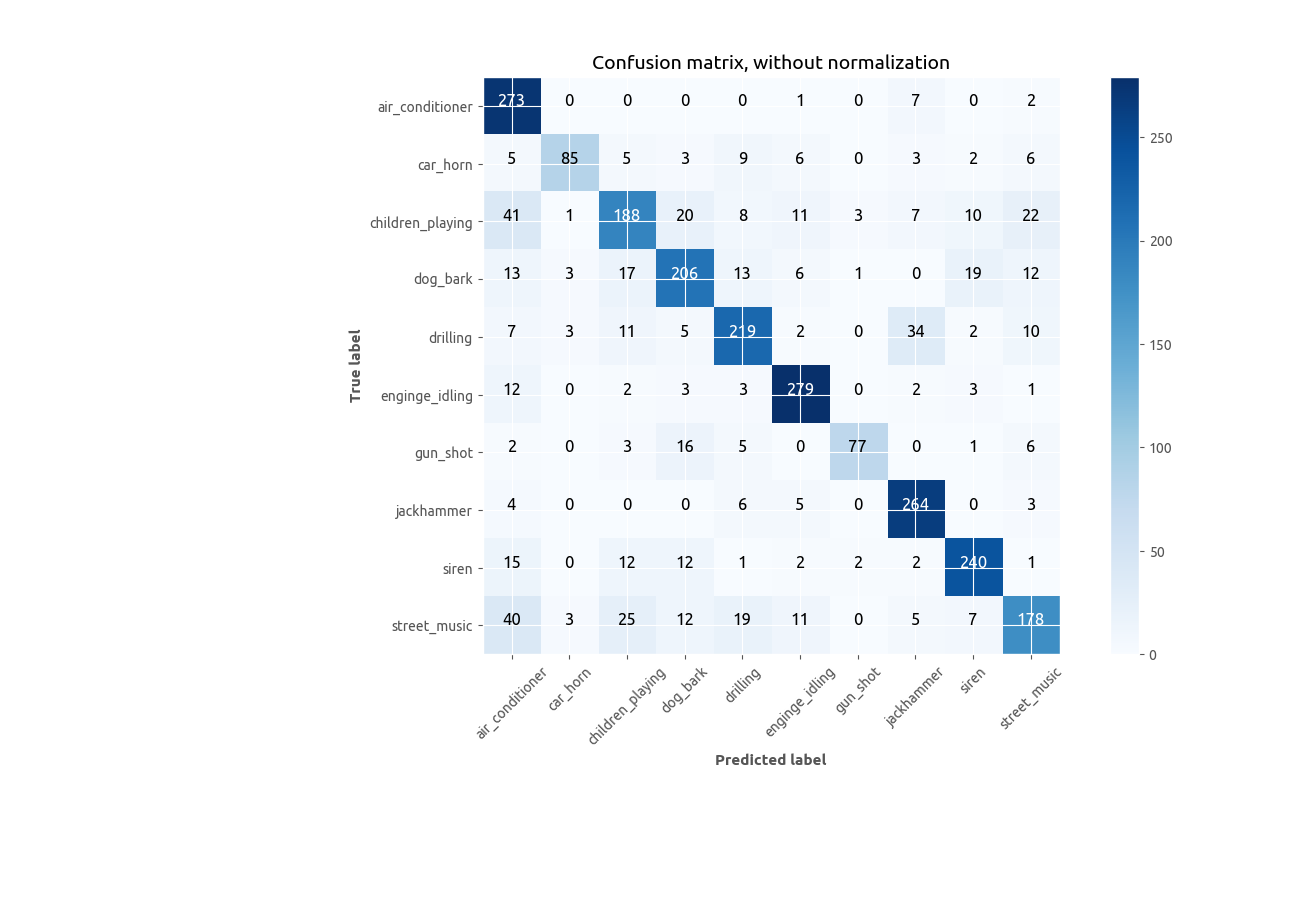 Confusion matrix, without normalization
air_conditioner 273 0 0 0 0 1 0 7 0 2
car_horn 5 85 5 3 9 6 0 3 2 6
children_playing 41 1 188 20 8 11 3 7 10 22
dog_bark 13 3 17 206 13 6 1 0 19 12
drilling 7 3 11 5 219 2 0 34 2 10
enginge_idling 12 0 2 3 3 279 0 2 3 1
gun_shot 2 0 3 16 5 0 77 0 1 6
jackhammer 4 0 0 0 6 5 0 264 0 3
siren 15 0 12 12 1 2 2 2 240 1
street_music 40 3 25 12 19 11 0 5 7 178
True label
air_conditioner car_horn children_playing dog_bark drilling enginge_idling gun_shot jackhammer siren street_music
Predicted label
250
200
150
100
50
0